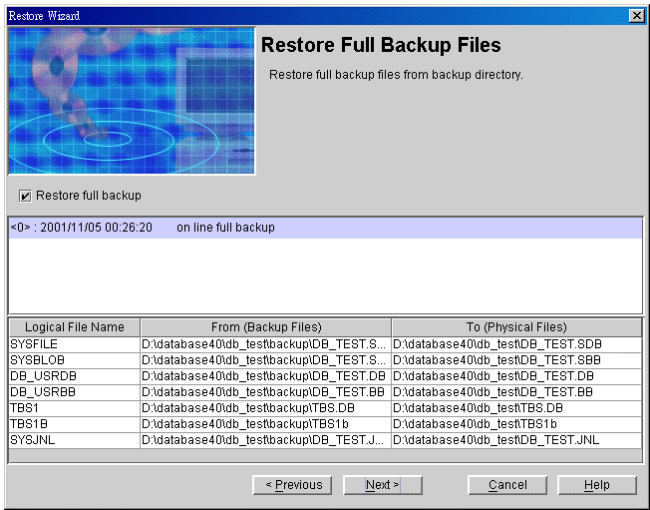 Restore Wizard
Restore Full Backup Files
Restore full backup files from backup directory.
Restore full backup
<0> : 2001/11/05 00:26:20 on line full backup
Logical File Name From (Backup Files) To (Physical Files)
SYSFILE D:\database40\db_test\backup\DB_TEST.S... D:\database40\db_test\DB_TEST.SDB
SYSBLOB D:\database40\db_test\backup\DB_TEST.S... D:\database40\db_test\DB_TEST.SBB
DB_USRDB D:\database40\db_test\backup\DB_TEST.DB D:\database40\db_test\DB_TEST.DB
DB_USRBB D:\database40\db_test\backup\DB_TEST.BB D:\database40\db_test\DB_TEST.BB
TBS1 D:\database40\db_test\backup\TBS.DB D:\database40\db_test\TBS.DB
TBS1B D:\database40\db_test\backup\TBS1b D:\database40\db_test\TBS1b
SYSJNL D:\database40\db_test\backup\DB_TEST.J... D:\database40\db_test\DB_TEST.JNL
< Previous Next > Cancel Help